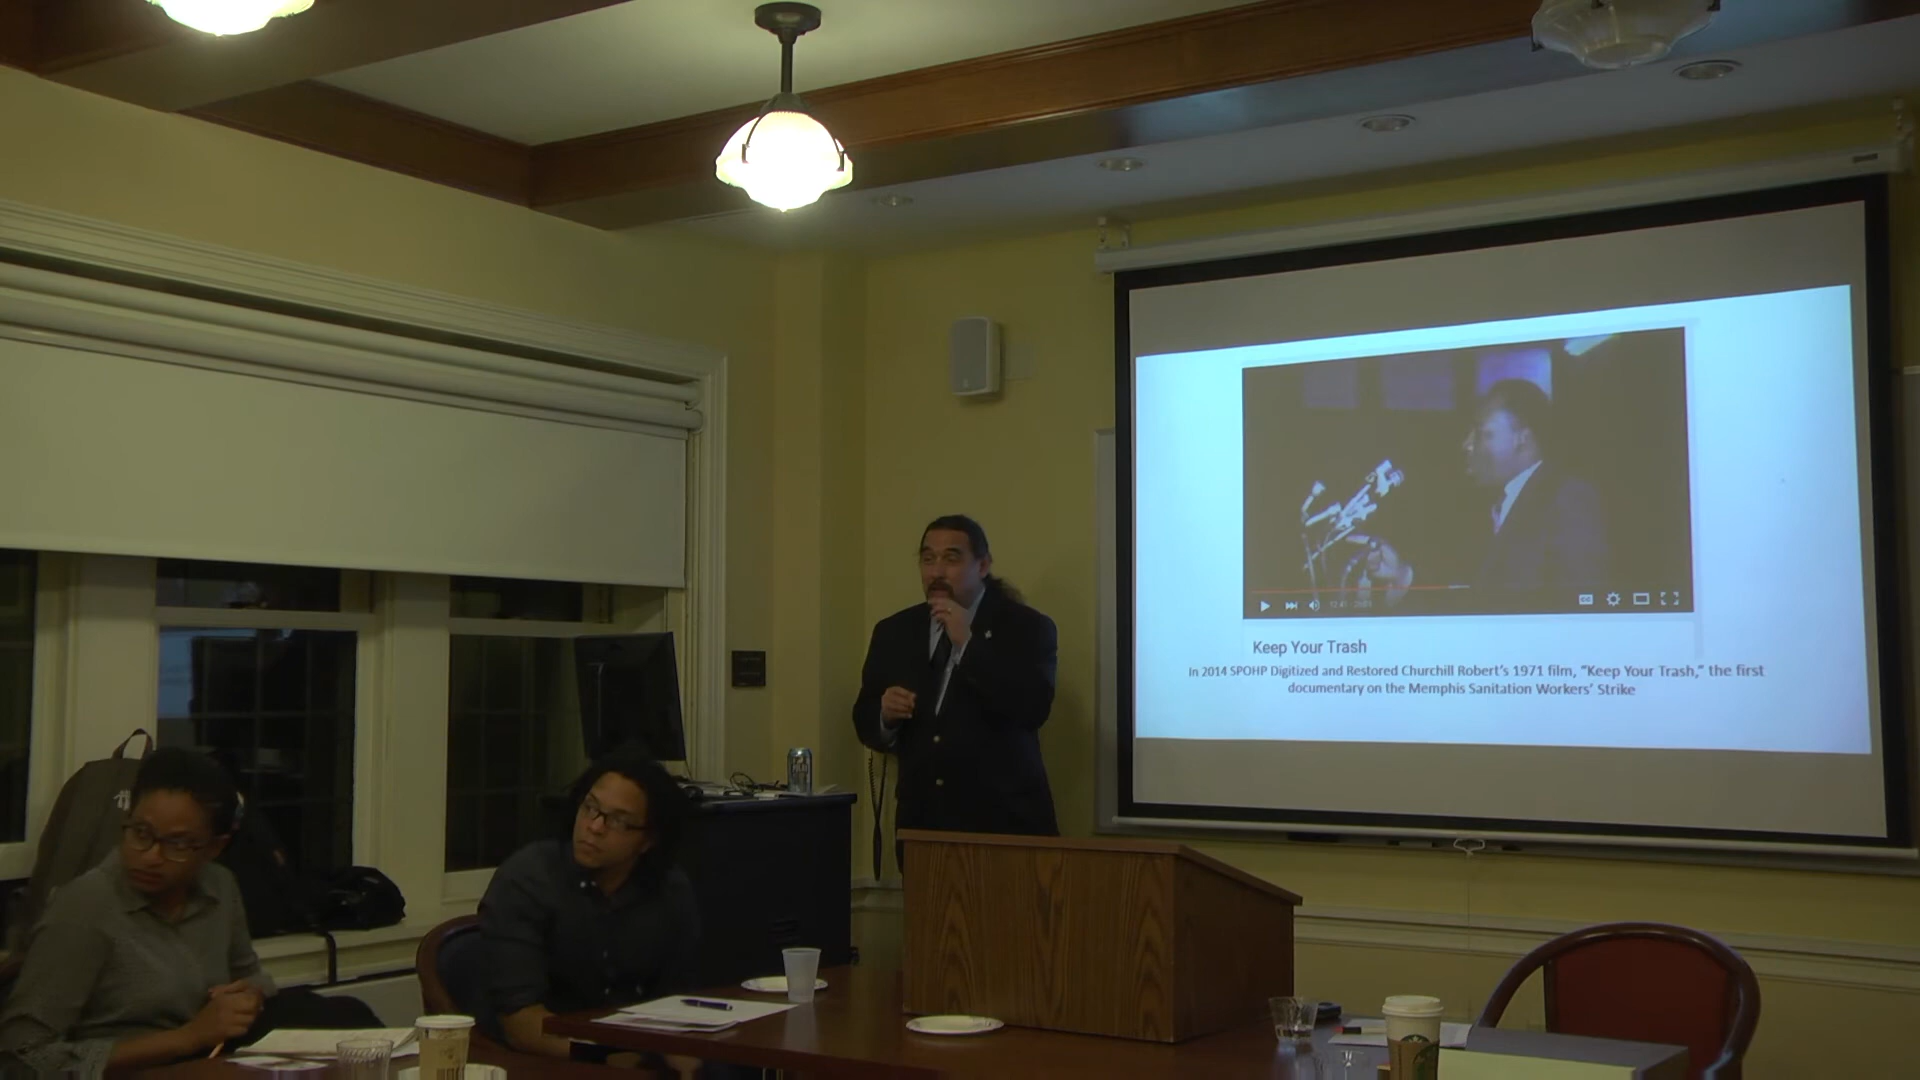 Keep Your Trash
In 2014 SPOHP Digitized and Restored Churchill Robert's 1971 film, "Keep Your Trash," the first
documentary on the Memphis Sanitation Workers' Strike